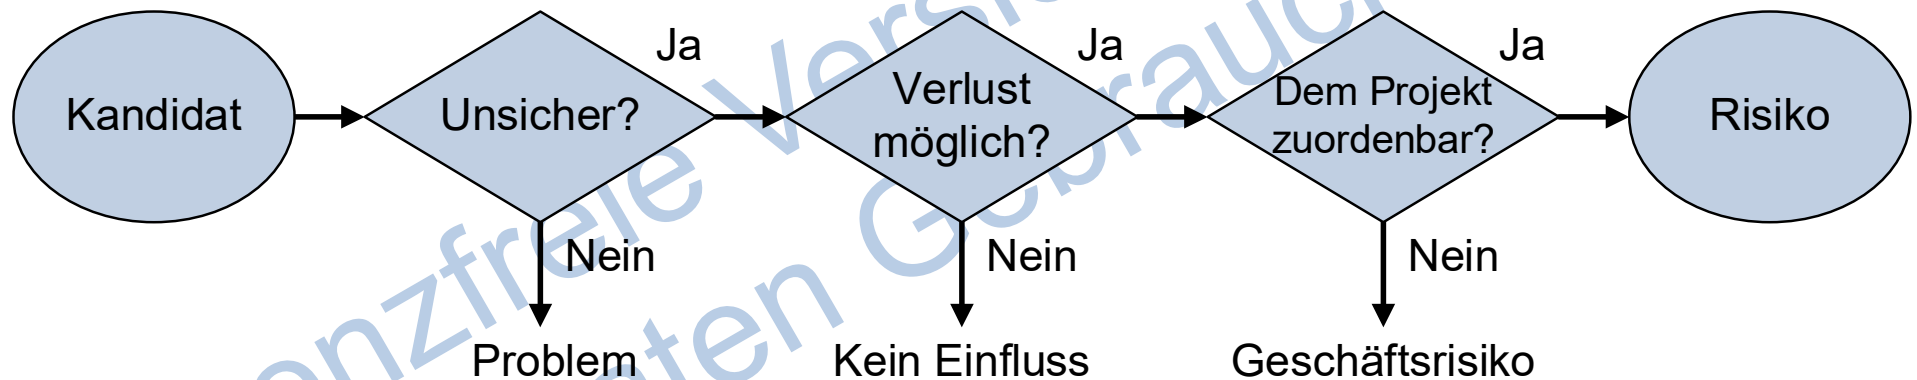 Kandidat
Unsicher?
Ja
Nein
Problem
Verlust
möglich?
Ja
Nein
Kein Einfluss
Dem Projekt
zuordenbar?
Ja
Nein
Geschäftsrisiko
Risiko